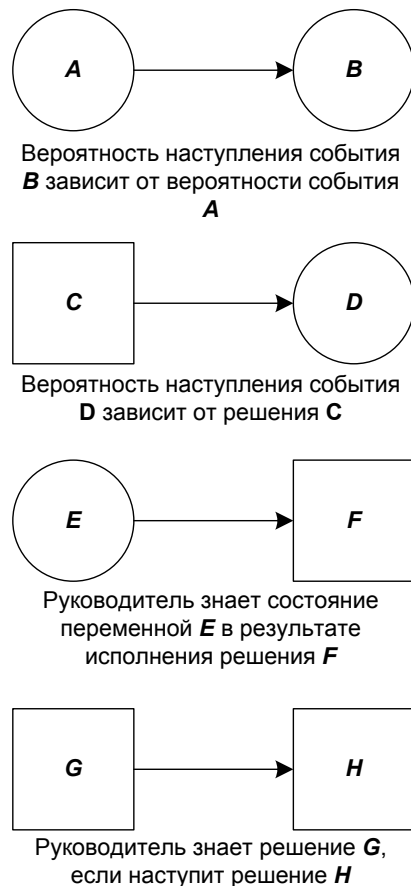 A
B
Вероятность наступления события
B зависит от вероятности события
A
C
D
Вероятность наступления события
D зависит от решения C
E
F
Руководитель знает состояние
переменной E в результате
исполнения решения F
G
H
Руководитель знает решение G,
если наступит решение H